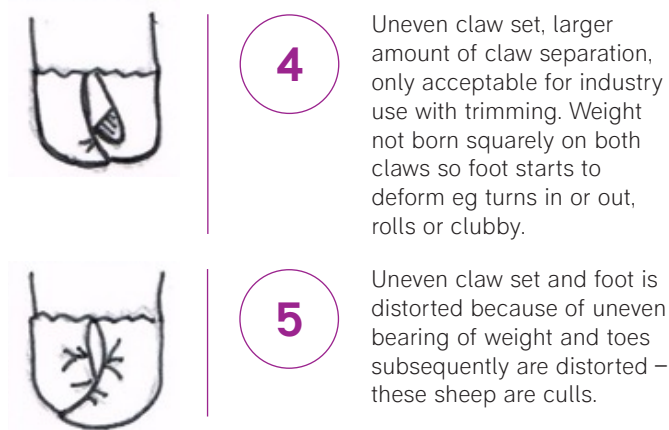 4
Uneven claw set, larger
amount of claw separation,
only acceptable for industry
use with trimming. Weight
not born squarely on both
claws so foot starts to
deform eg turns in or out,
rolls or clubby.
5
Uneven claw set and foot is
distorted because of uneven
bearing of weight and toes
subsequently are distorted –
these sheep are culls.